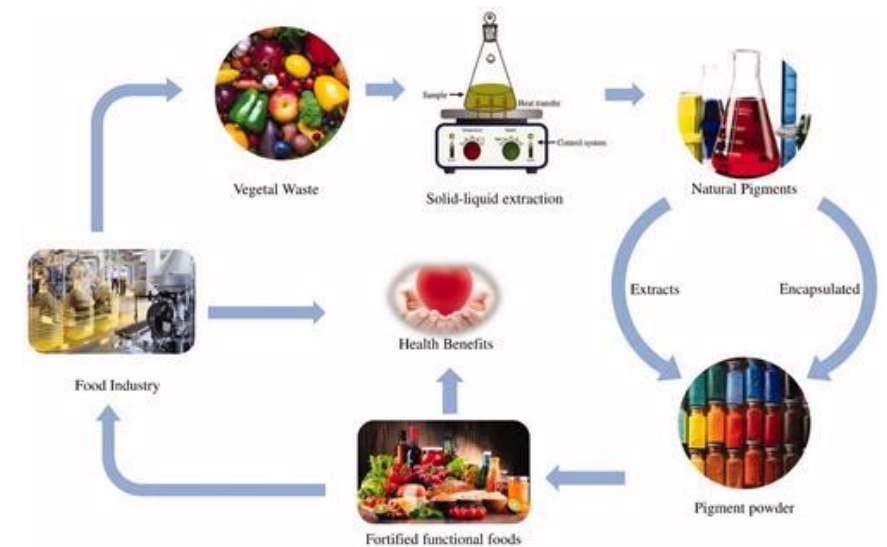 Sample
Heat transfer
Control system
Vegetal Waste
Solid-liquid extraction
Natural Pigments
Extracts
Encapsulated
Health Benefits
Food Industry
Pigment powder
Fortified functional foods